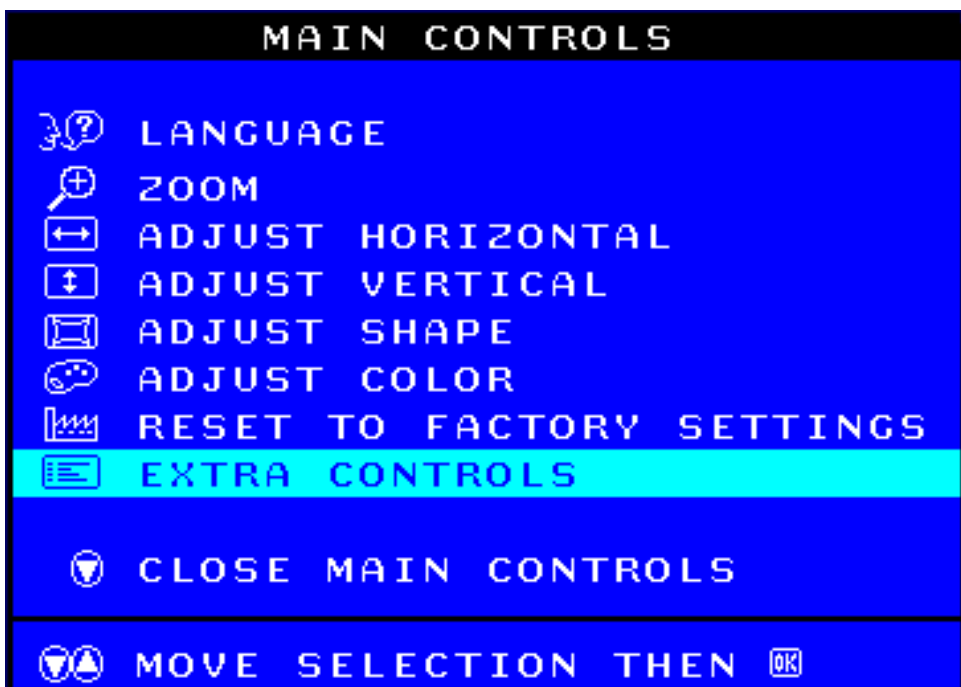 MAIN CONTROLS
LANGUAGE
ZOOM
ADJUST HORIZONTAL
ADJUST VERTICAL
ADJUST SHAPE
ADJUST COLOR
RESET TO FACTORY SETTINGS
EXTRA CONTROLS
CLOSE MAIN CONTROLS
MOVE SELECTION THEN OK